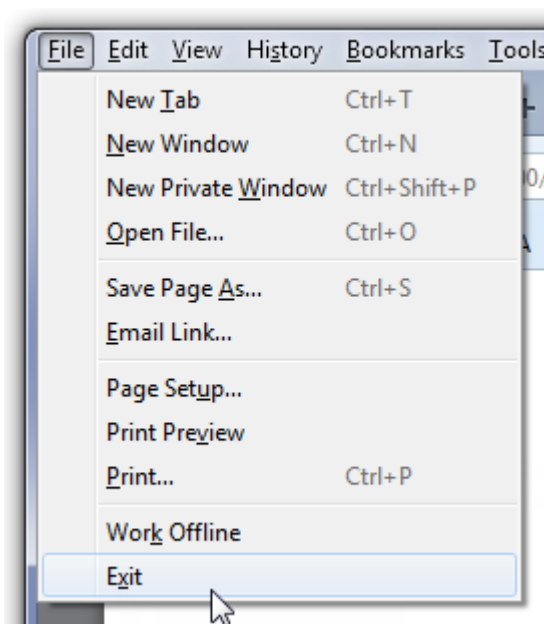 File Edit View History Bookmarks Tools
New Tab Ctrl+T
New Window Ctrl+N
New Private Window Ctrl+Shift+P
Open File... Ctrl+O
Save Page As... Ctrl+S
Email Link...
Page Setup...
Print Preview
Print... Ctrl+P
Work Offline
Exit